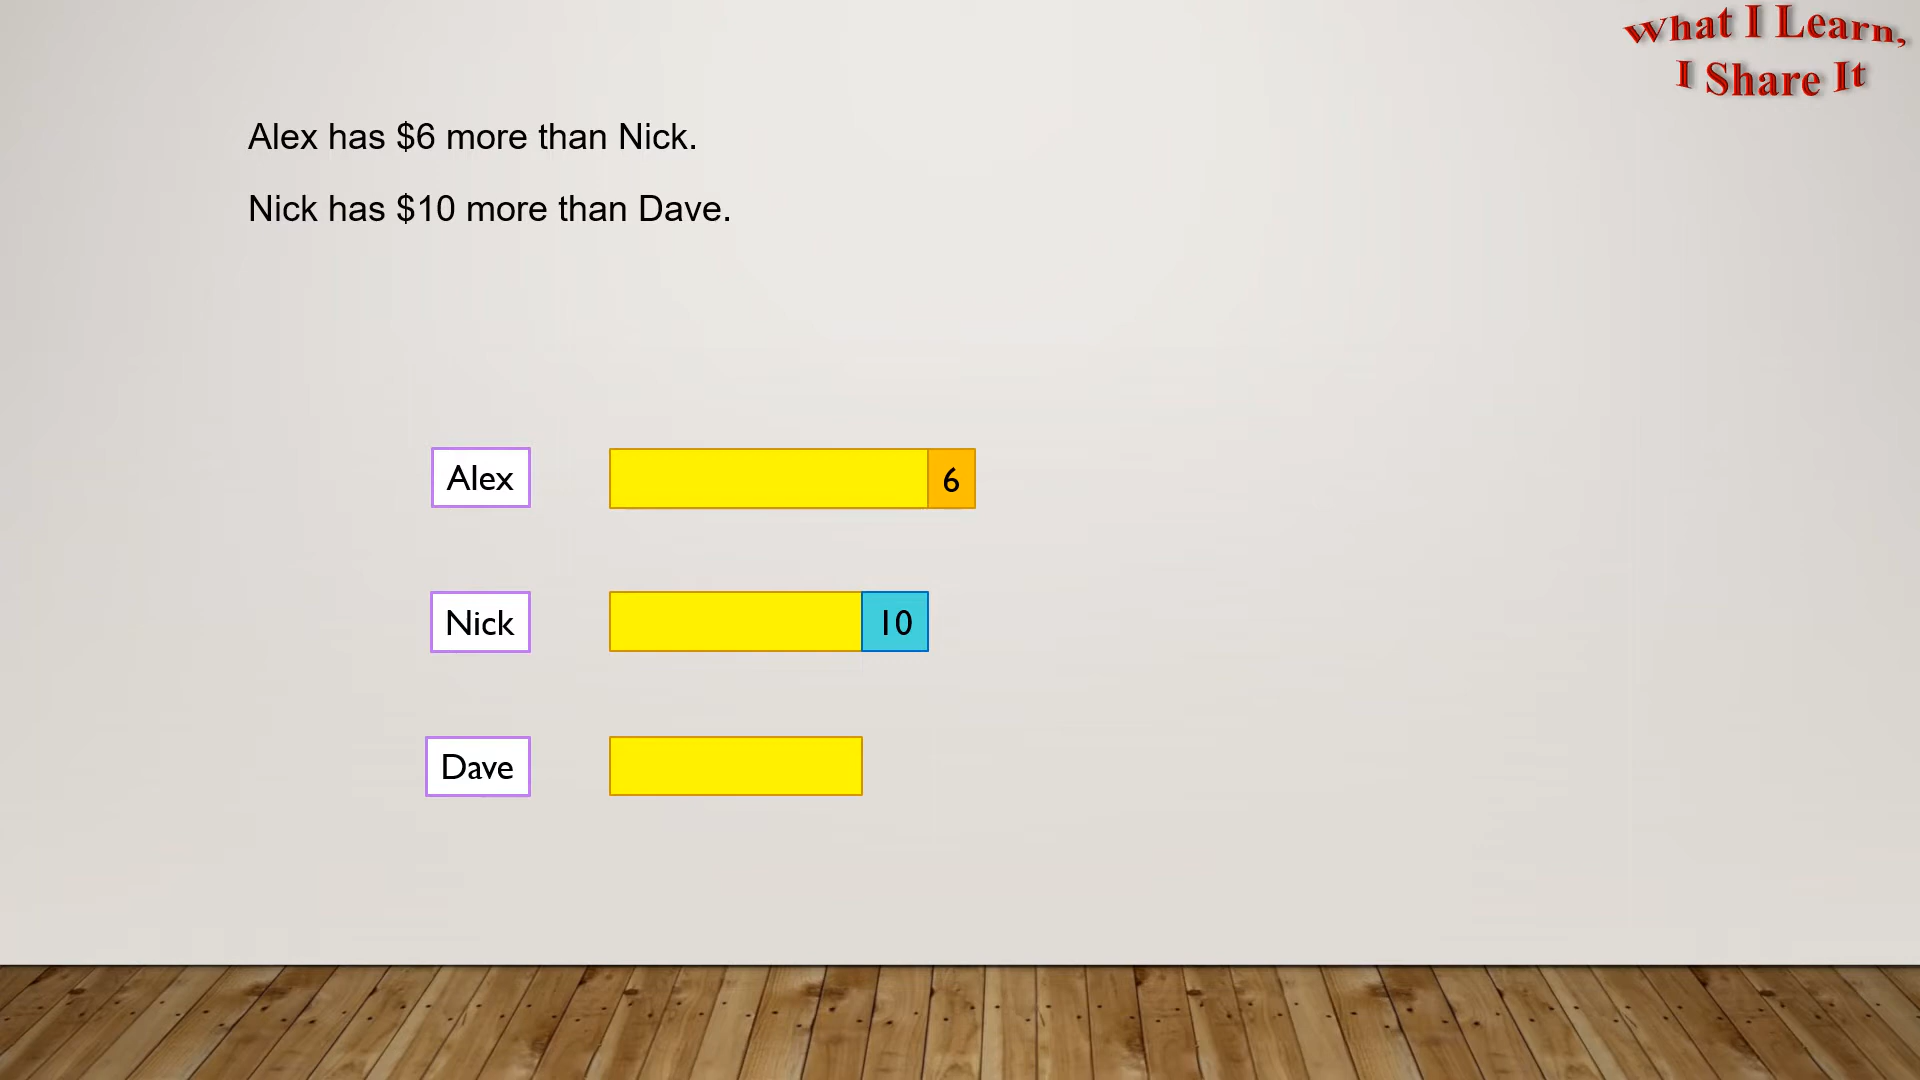 What I Learn,
I Share It
Alex has $6 more than Nick.
Nick has $10 more than Dave.
Alex
6
Nick
10
Dave